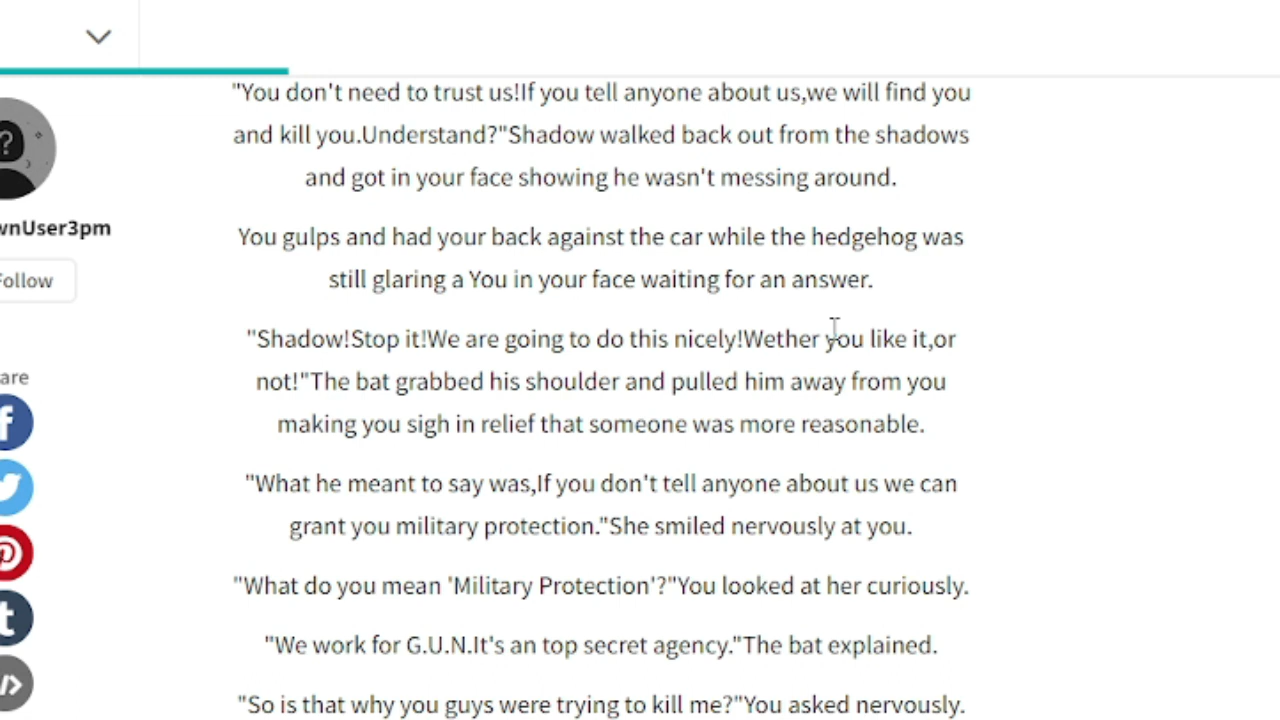 "You don't need to trust us!If you tell anyone about us,we will find you
and kill you.Understand?"Shadow walked back out from the shadows
and got in your face showing he wasn't messing around.
wnUser3pm
You gulps and had your back against the car while the hedgehog was
still glaring a You in your face waiting for an answer.
Follow
"Shadow!Stop it!We are going to do this nicely!Wether you like it,or
not!"The bat grabbed his shoulder and pulled him away from you
making you sigh in relief that someone was more reasonable.
are
"What he meant to say was,If you don't tell anyone about us we can
grant you military protection."She smiled nervously at you.
"What do you mean 'Military Protection'?"You looked at her curiously.
"We work for G.U.N.It's an top secret agency."The bat explained.
"So is that why you guys were trying to kill me?"You asked nervously.